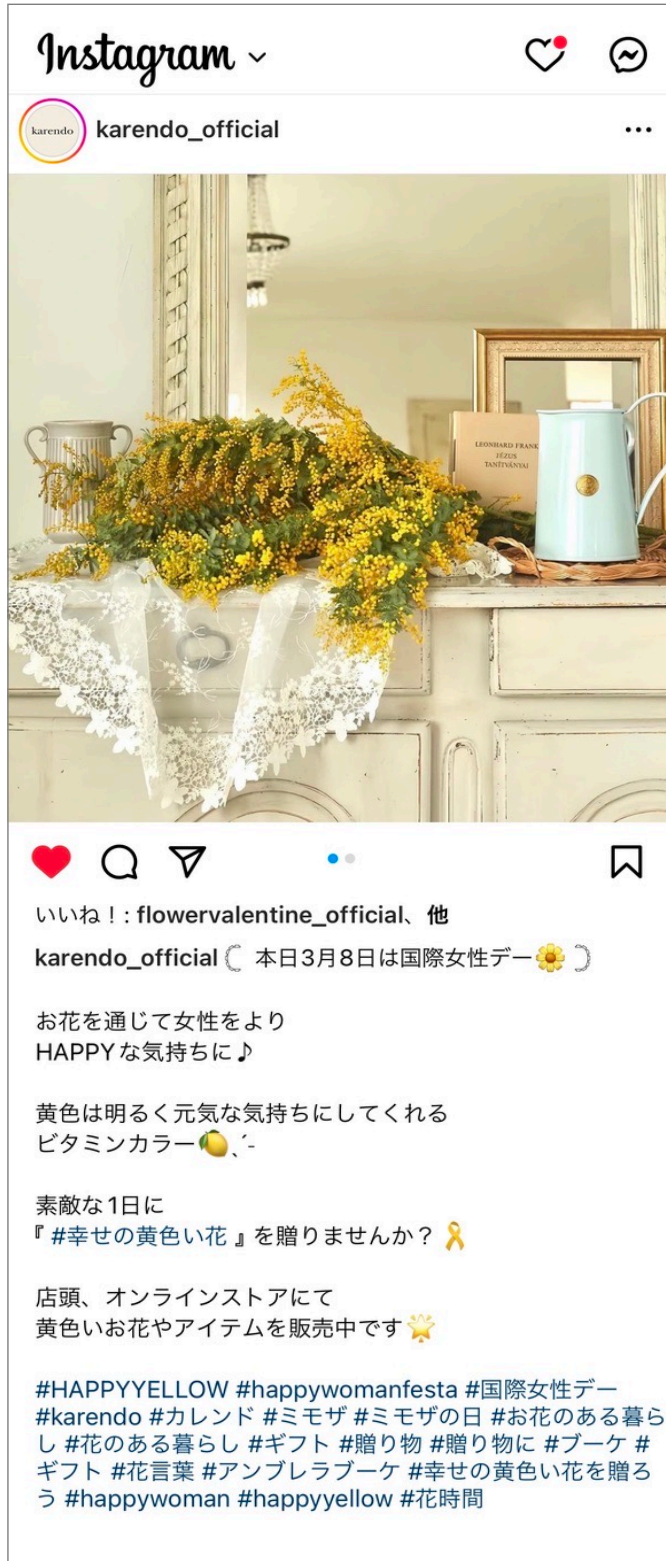 Instagram
karendo
karendo_official
LEONHARD FRANK
JÉZUS
TANÍTVÁNYAI
いいね！: flowervalentine_official、他
karendo_official 〖 本日3月8日は国際女性デー🌼 〗
お花を通じて女性をより
HAPPYな気持ちに♪
黄色は明るく元気な気持ちにしてくれる
ビタミンカラー🍋ˎˊ˗
素敵な1日に
『 #幸せの黄色い花 』を贈りませんか？🎗
店頭、オンラインストアにて
黄色いお花やアイテムを販売中です🌟
#HAPPYYELLOW #happywomanfesta #国際女性デー
#karendo #カレンド #ミモザ #ミモザの日 #お花のある暮ら
し #花のある暮らし #ギフト #贈り物 #贈り物に #ブーケ #
ギフト #花言葉 #アンブレラブーケ #幸せの黄色い花を贈ろ
う #happywoman #happyyellow #花時間